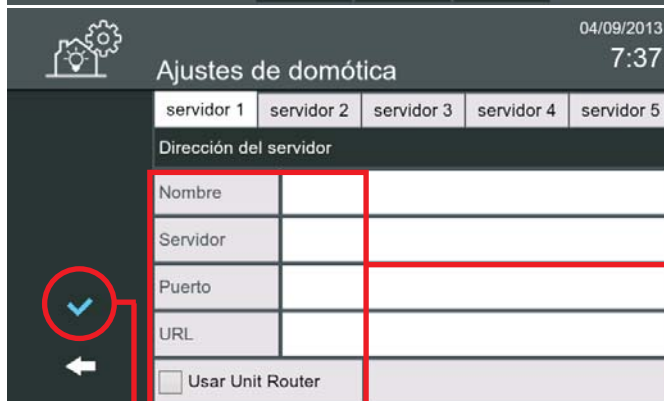 04/09/2013
7:37
Ajustes de domótica
servidor 1 servidor 2 servidor 3 servidor 4 servidor 5
Dirección del servidor
Nombre
Servidor
Puerto
URL
Usar Unit Router